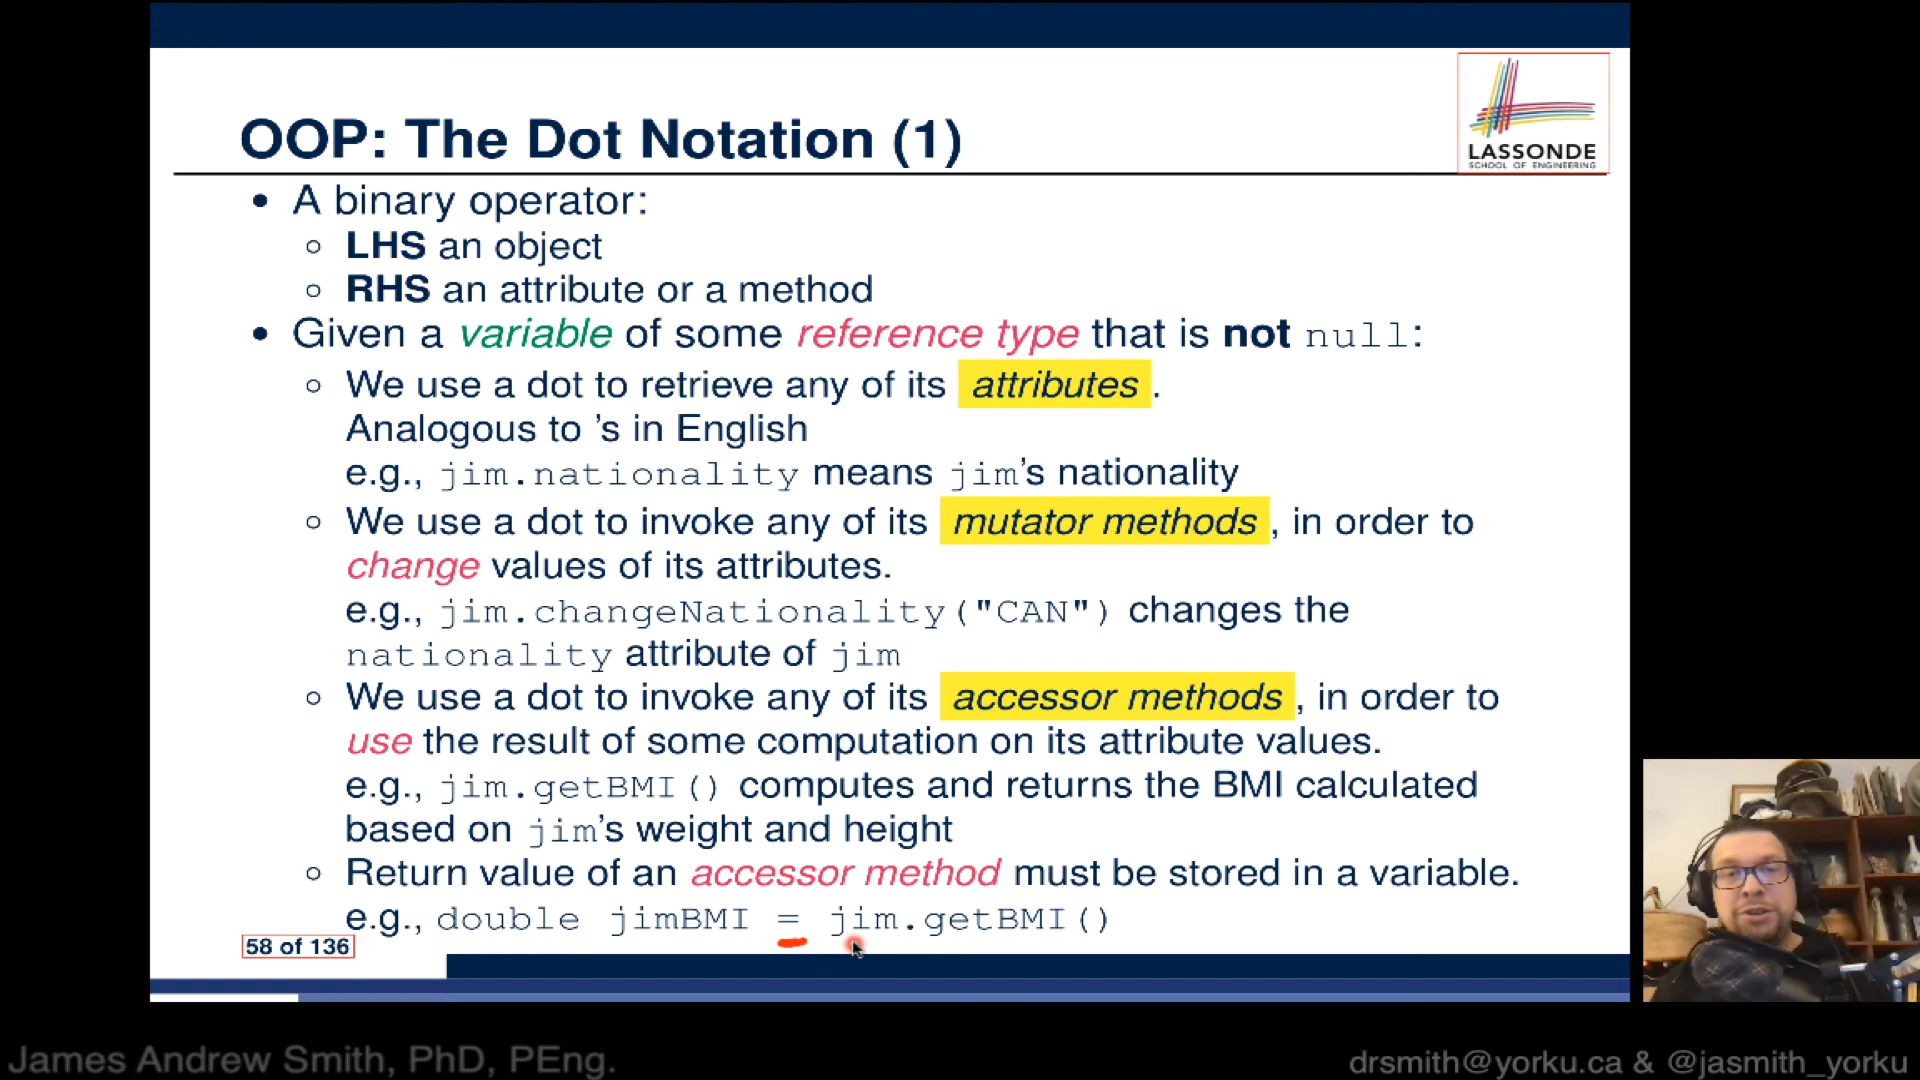 LASSONDE
SCHOOL OF ENGINEERING
OOP: The Dot Notation (1)
• A binary operator:
○ LHS an object
○ RHS an attribute or a method
• Given a variable of some reference type that is not null:
○ We use a dot to retrieve any of its attributes .
Analogous to ’s in English
e.g., jim.nationality means jim’s nationality
○ We use a dot to invoke any of its mutator methods , in order to
change values of its attributes.
e.g., jim.changeNationality("CAN") changes the
nationality attribute of jim
○ We use a dot to invoke any of its accessor methods , in order to
use the result of some computation on its attribute values.
e.g., jim.getBMI() computes and returns the BMI calculated
based on jim’s weight and height
○ Return value of an accessor method must be stored in a variable.
e.g., double jimBMI = jim.getBMI()
58 of 136
James Andrew Smith, PhD, PEng.
drsmith@yorku.ca & @jasmith_yorku